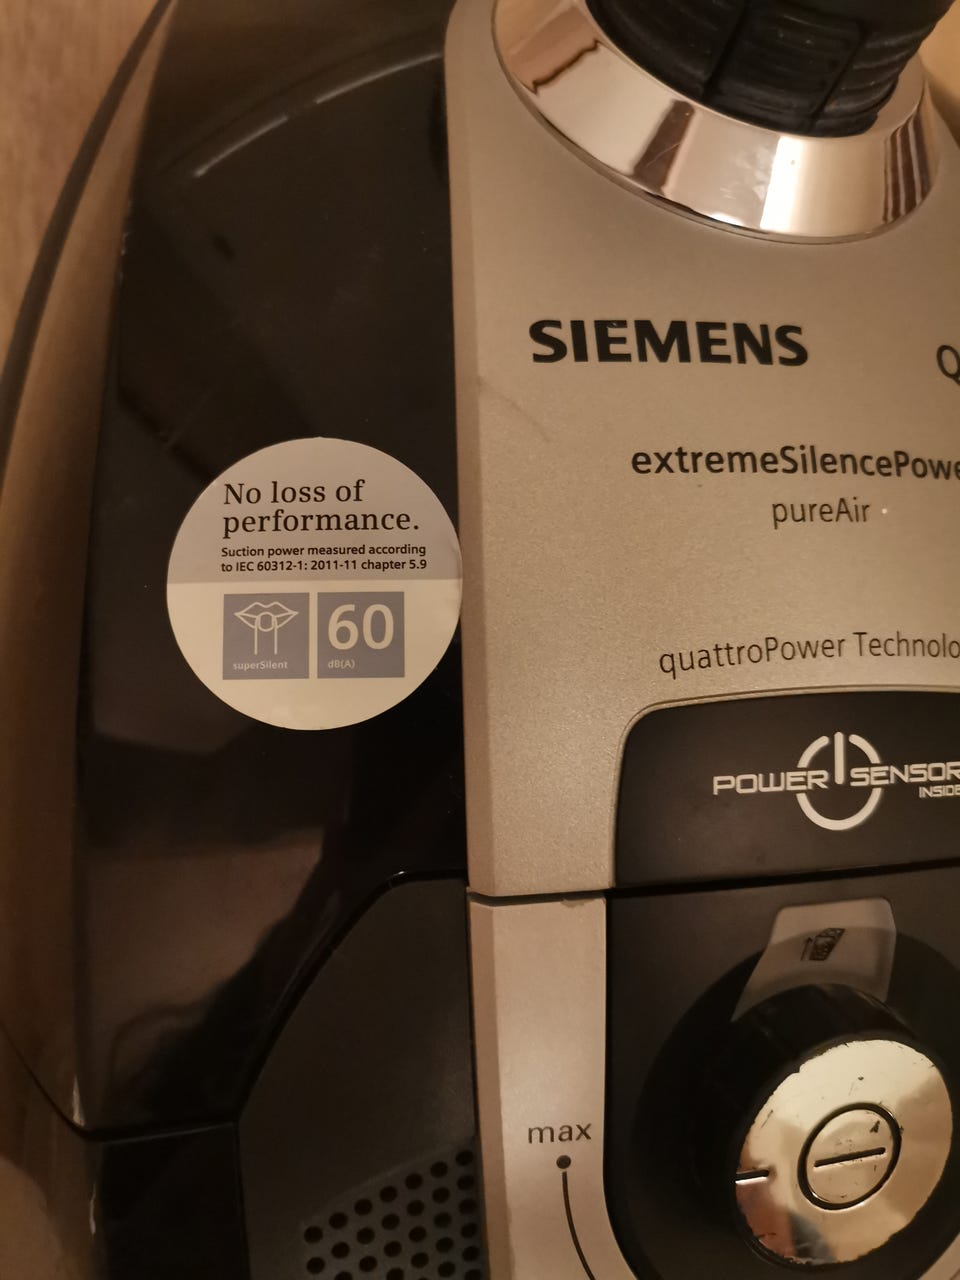 SIEMENS
Q
extremeSilencePowe
pureAir
quattroPower Technolo
POWER SENSOR
INSIDE
No loss of
performance.
Suction power measured according
to IEC 60312-1: 2011-11 chapter 5.9
superSilent
60
dB(A)
max